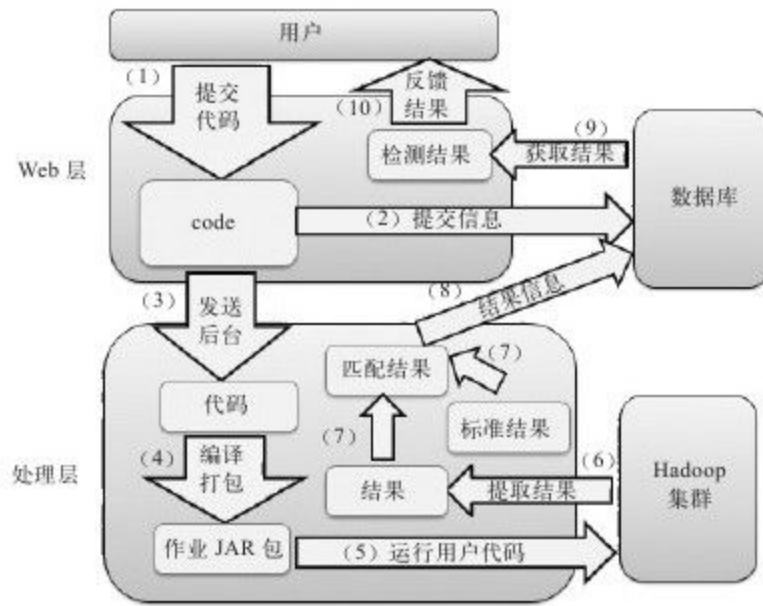 用户
（1）
提交
代码
反馈
结果
（10）
（9）
Web 层
检测结果
获取结果
数据库
code
（2）提交信息
（3）
发送
后台
（8）
结果信息
匹配结果
（7）
代码
标准结果
（4）
编译
打包
（7）
（6）
处理层
结果
提取结果
Hadoop
集群
作业 JAR 包
（5）运行用户代码